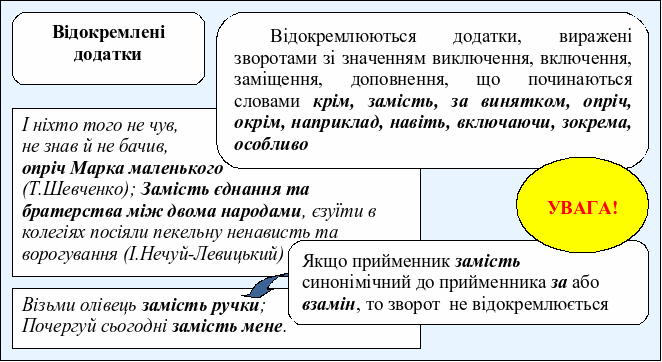 Відокремлені
додатки
Відокремлюються додатки, виражені
зворотами зі значенням виключення, включення,
заміщення, доповнення, що починаються
словами крім, замість, за винятком, опріч,
окрім, наприклад, навіть, включаючи, зокрема,
особливо
І ніхто того не чув,
не знав й не бачив,
опріч Марка маленького
(Т.Шевченко); Замість єднання та
братерства між двома народами, єзуїти в
колегіях посіяли пекельну ненависть та
ворогування (І.Нечуй-Левицький)
УВАГА!
Якщо прийменник замість
синонімічний до прийменника за або
взамін, то зворот не відокремлюється
Візьми олівець замість ручки;
Почергуй сьогодні замість мене.